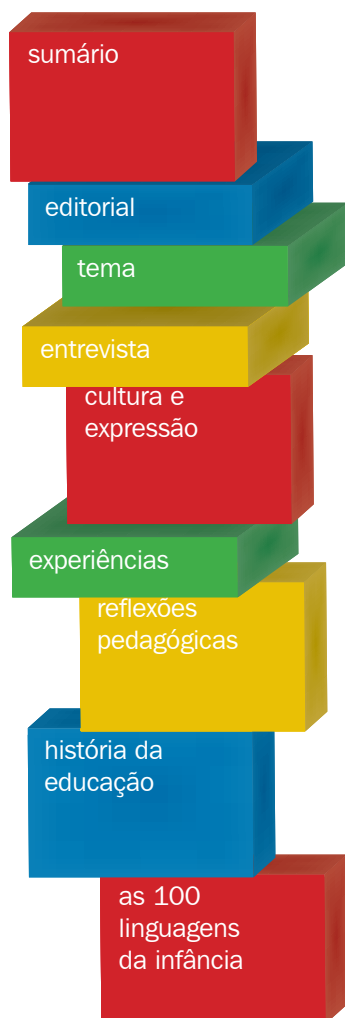 sumário
editorial
tema
entrevista
cultura e
expressão
experiências
reflexões
pedagógicas
história da
educação
as 100
linguagens
da infância